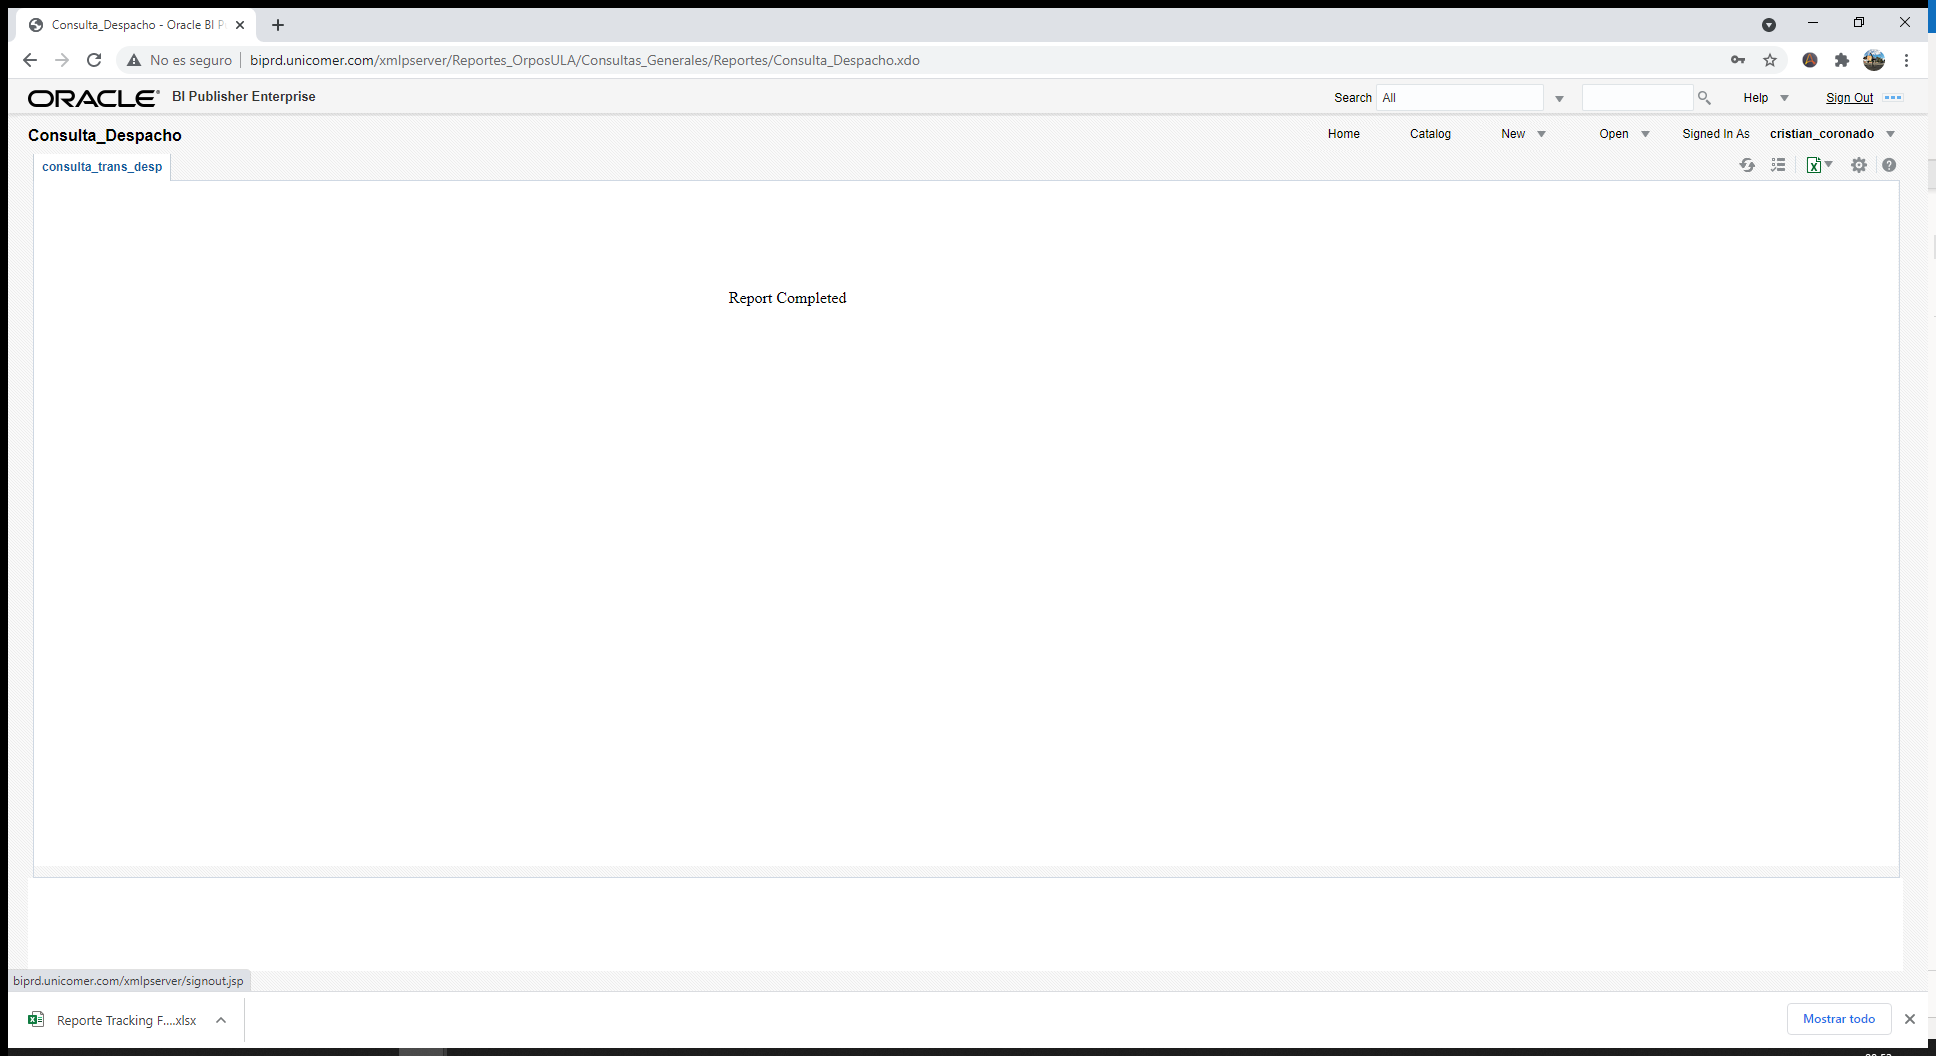 Consulta_Despacho - Oracle BI P
No es seguro
biprd.unicomer.com/xmlpserver/Reportes_OrposULA/Consultas_Generales/Reportes/Consulta_Despacho.xdo
ORACLE BI Publisher Enterprise
Search All
Help
Sign Out
Consulta_Despacho
Home
Catalog
New
Open
Signed In As cristian_coronado
consulta_trans_desp
Report Completed
biprd.unicomer.com/xmlpserver/signout.jsp
Reporte Tracking F....xlsx
Mostrar todo